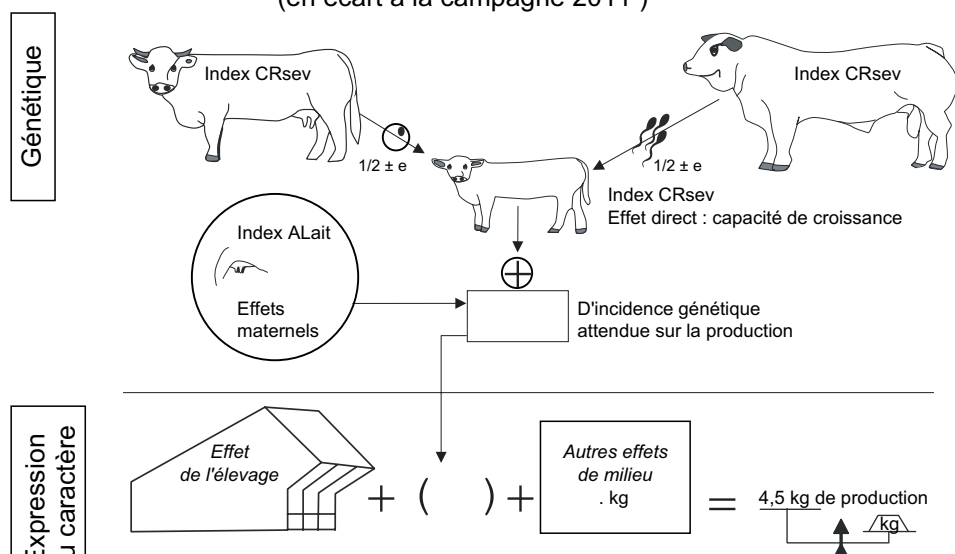 (en écart à la campagne 2011 )
Génétique
Index CRsev
Index CRsev
1/2 ± e
1/2 ± e
Index CRsev
Effet direct : capacité de croissance
Index ALait
Effets
maternels
D'incidence génétique
attendue sur la production
Expression
u caractère
Effet
de l'élevage
+ ( ) +
Autres effets
de milieu
. kg
=
4,5 kg de production
kg